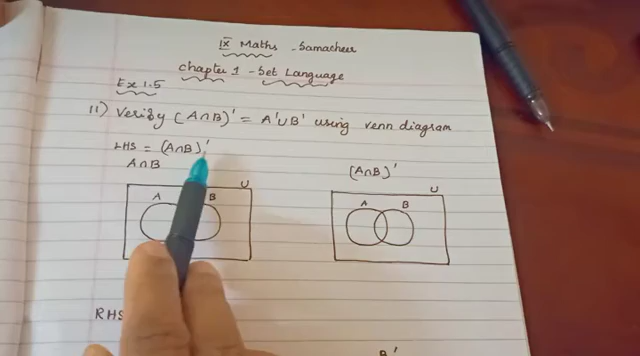 IX Maths - Samacheer
Chapter 1 - Set Language
Ex 1.5
11) Verify (A∩B)' = A'∪B' using venn diagram
LHS = (A∩B)'
A∩B
(A∩B)'
U
U
A
B
A
B
RHS
B'